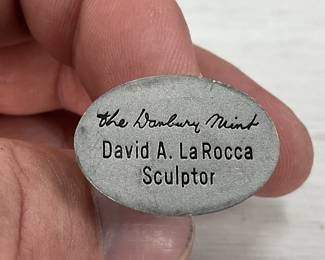 the Danbury Mint
David A. LaRocca
Sculptor